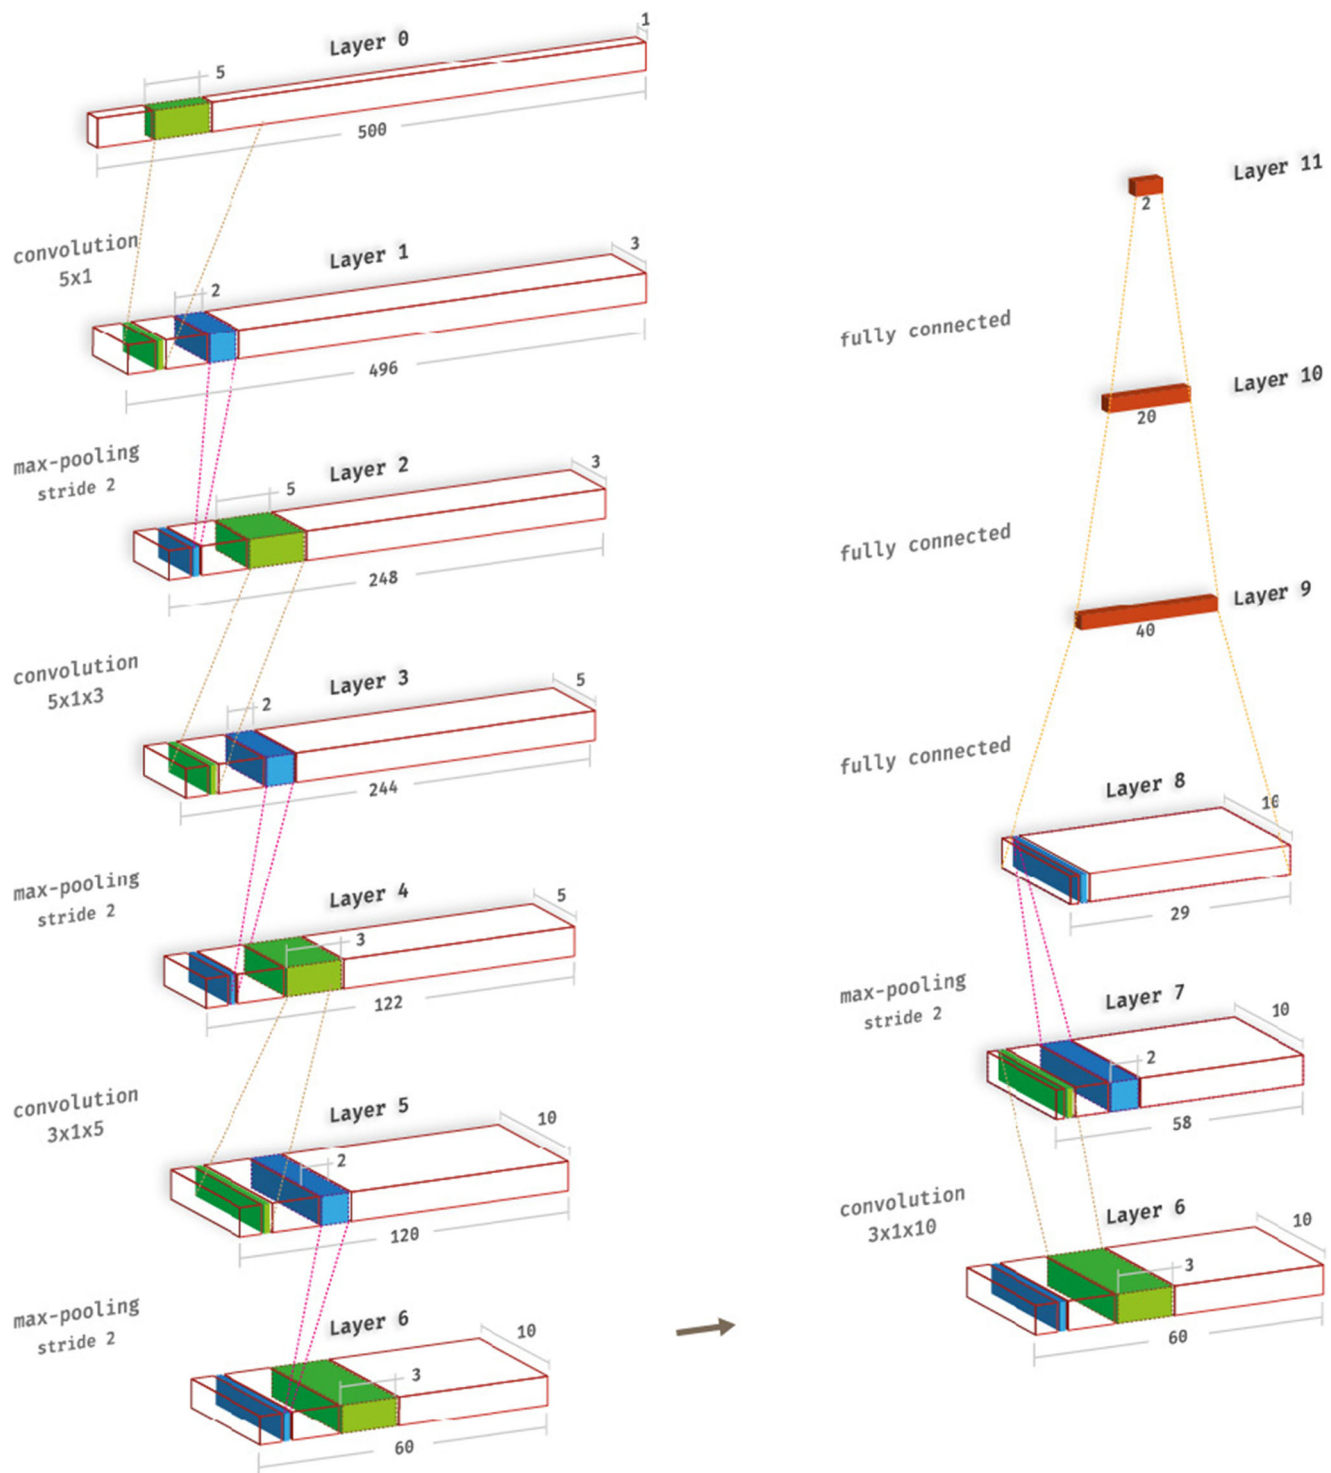 Layer 0
1
5
500
convolution
5x1
Layer 1
3
2
496
max-pooling
stride 2
Layer 2
3
5
248
convolution
5x1x3
Layer 3
5
2
244
max-pooling
stride 2
Layer 4
5
3
122
convolution
3x1x5
Layer 5
10
2
120
max-pooling
stride 2
Layer 6
10
3
60
Layer 11
2
fully connected
Layer 10
20
fully connected
Layer 9
40
fully connected
Layer 8
10
29
max-pooling
stride 2
Layer 7
10
2
58
convolution
3x1x10
Layer 6
10
3
60